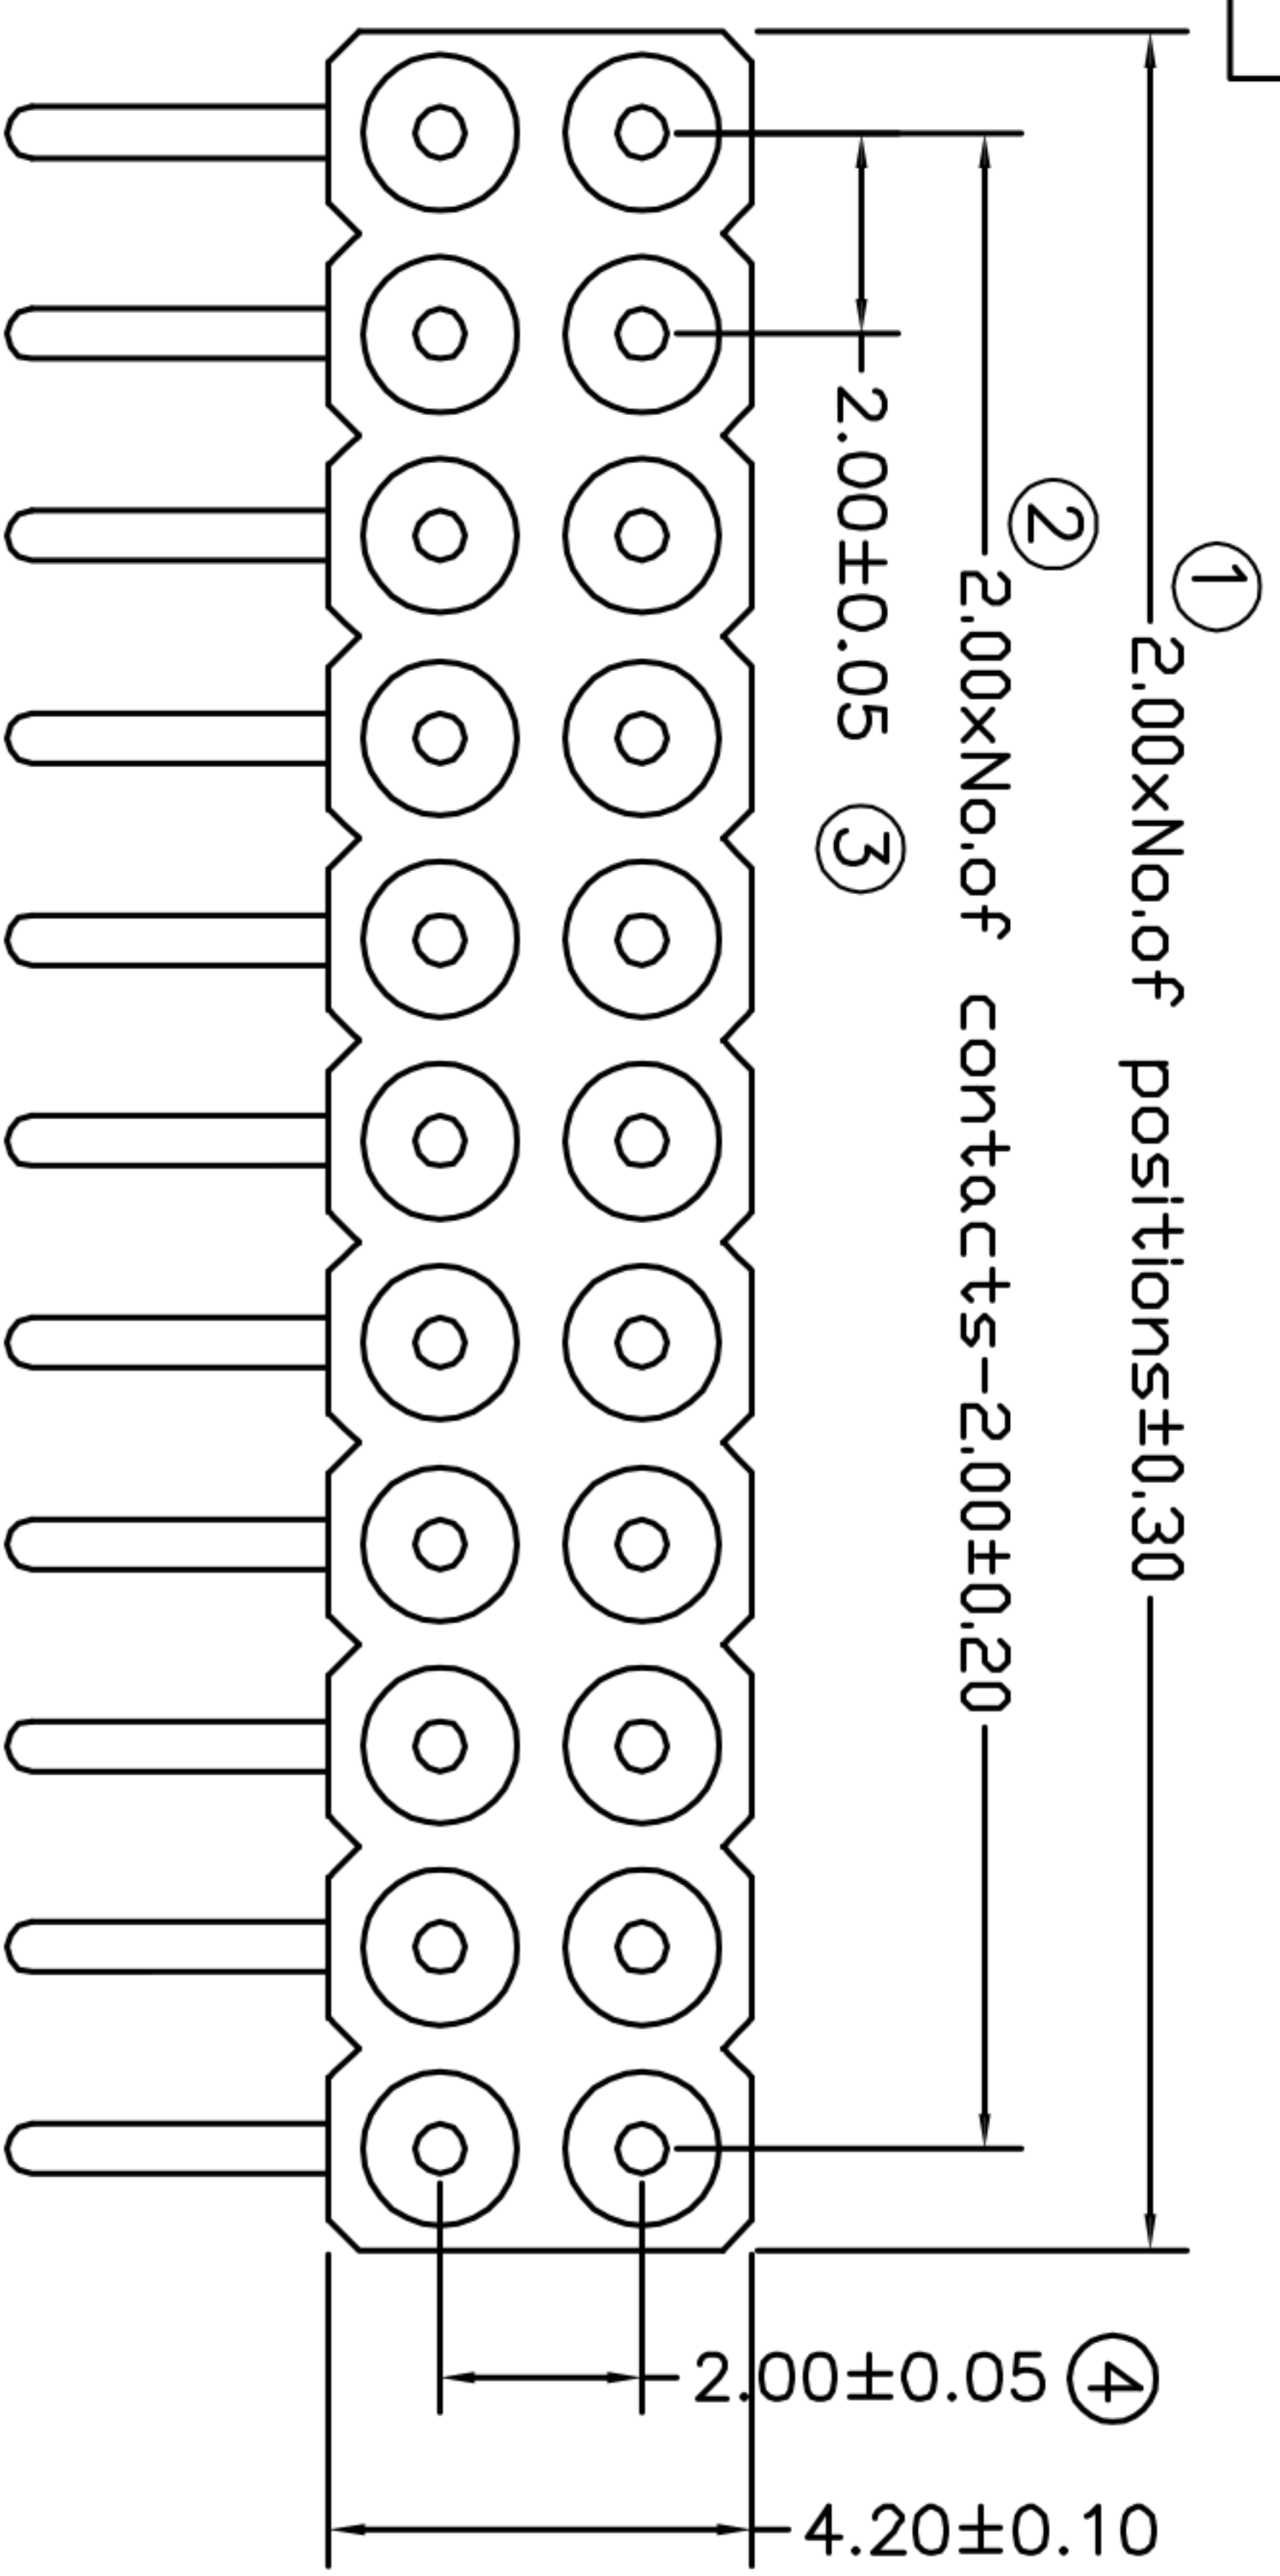 ①
2.00xNo.of positions±0.30
②
2.00xNo.of contacts-2.00±0.20
2.00±0.05 ③
2.00±0.05 ④
4.20±0.10